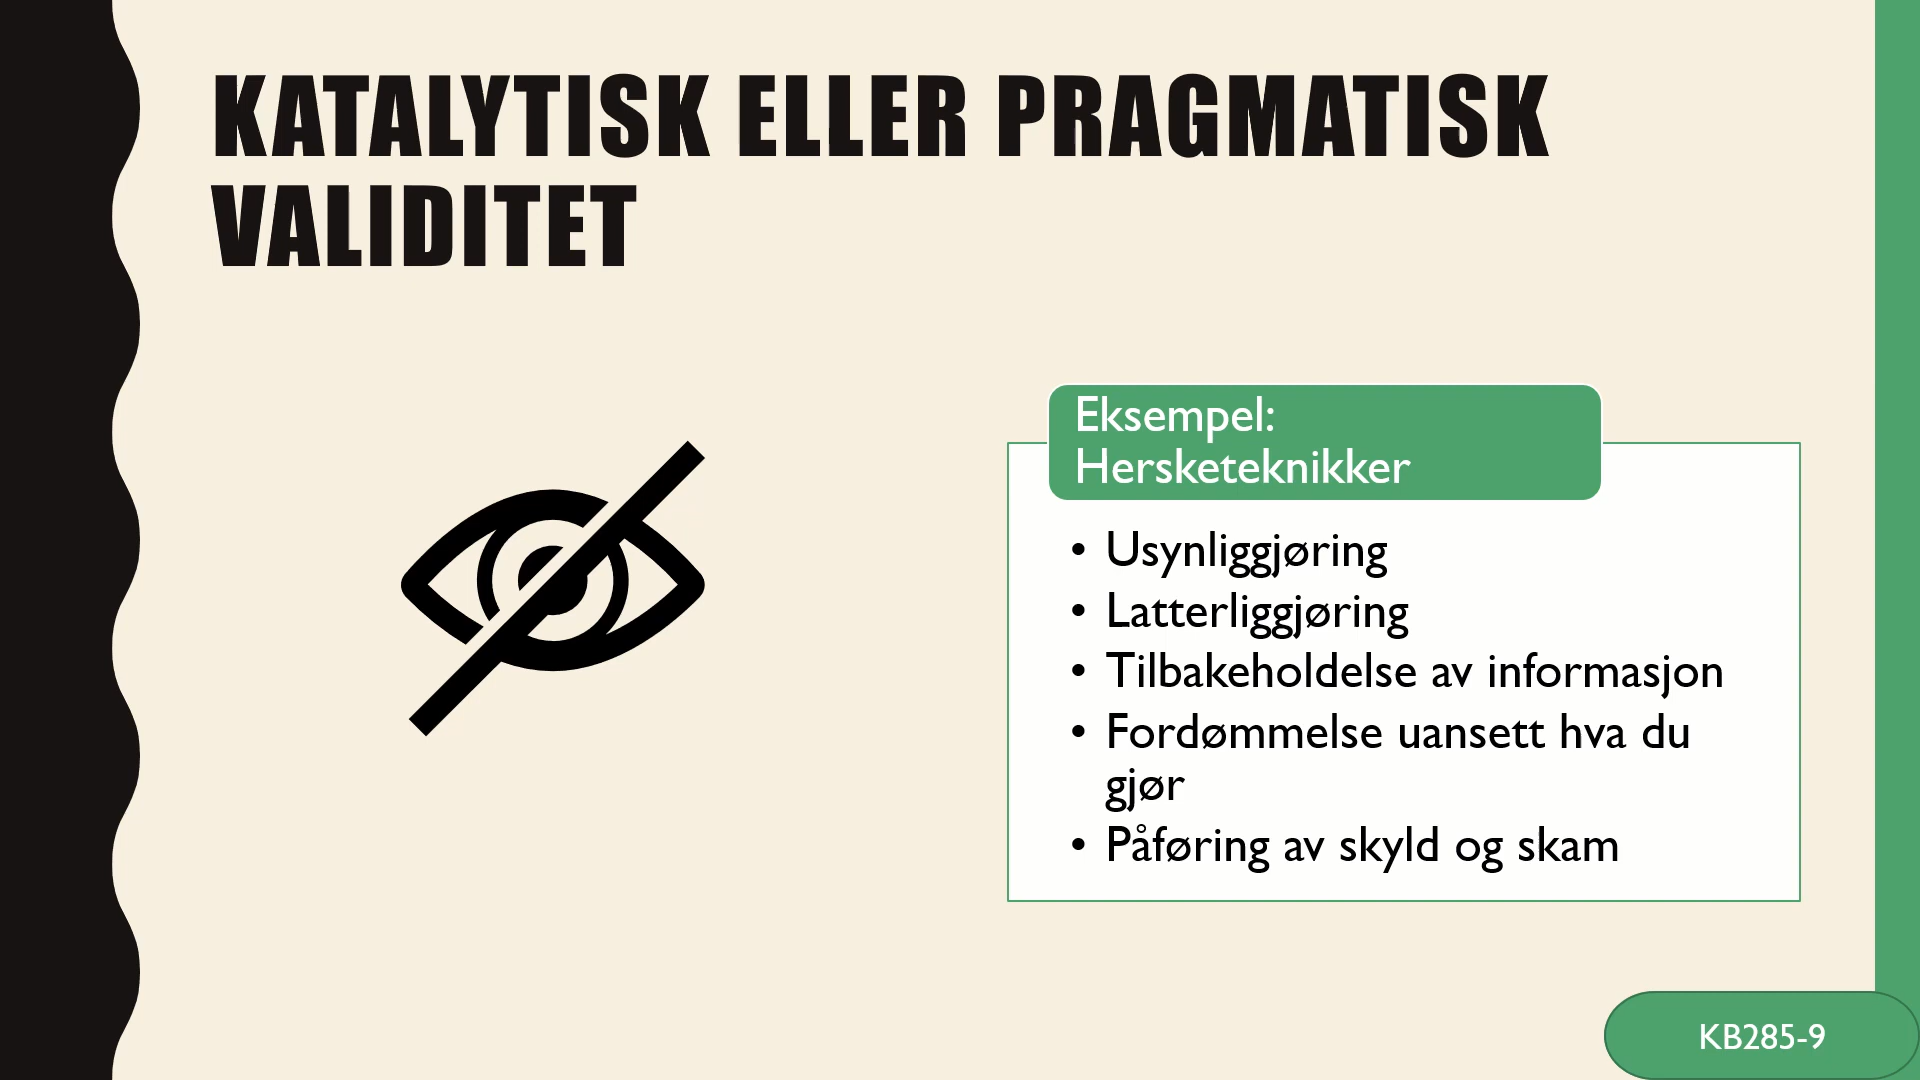 KATALYTISK ELLER PRAGMATISK
VALIDITET
Eksempel:
Hersketeknikker
• Usynliggjøring
• Latterliggjøring
• Tilbakeholdelse av informasjon
• Fordømmelse uansett hva du
gjør
• Påføring av skyld og skam
KB285-9